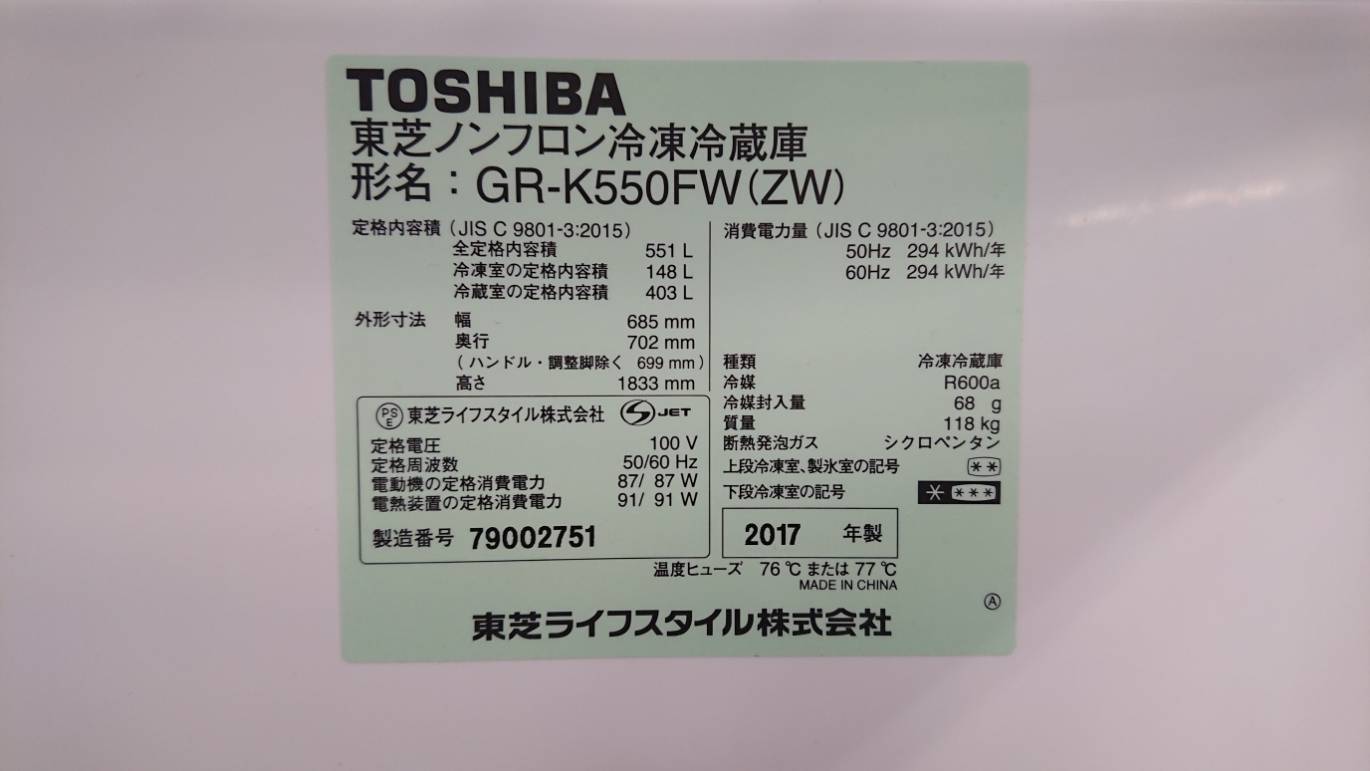 TOSHIBA
東芝ノンフロン冷凍冷蔵庫
形名：GR-K550FW(ZW)
定格内容積（JIS C 9801-3:2015）
全定格内容積 551 L
冷凍室の定格内容積 148 L
冷蔵室の定格内容積 403 L
外形寸法 幅 685 mm
奥行 702 mm
（ハンドル・調整脚除く 699 mm）
高さ 1833 mm
PSE 東芝ライフスタイル株式会社 S JET
定格電圧 100 V
定格周波数 50/60 Hz
電動機の定格消費電力 87/ 87 W
電熱装置の定格消費電力 91/ 91 W
製造番号 79002751
消費電力量（JIS C 9801-3:2015）
50Hz 294 kWh/年
60Hz 294 kWh/年
種類 冷凍冷蔵庫
冷媒 R600a
冷媒封入量 68 g
質量 118 kg
断熱発泡ガス シクロペンタン
上段冷凍室、製氷室の記号 **
下段冷凍室の記号 * ***
2017 年製
温度ヒューズ 76 ℃ または 77 ℃
MADE IN CHINA
Ⓐ
東芝ライフスタイル株式会社